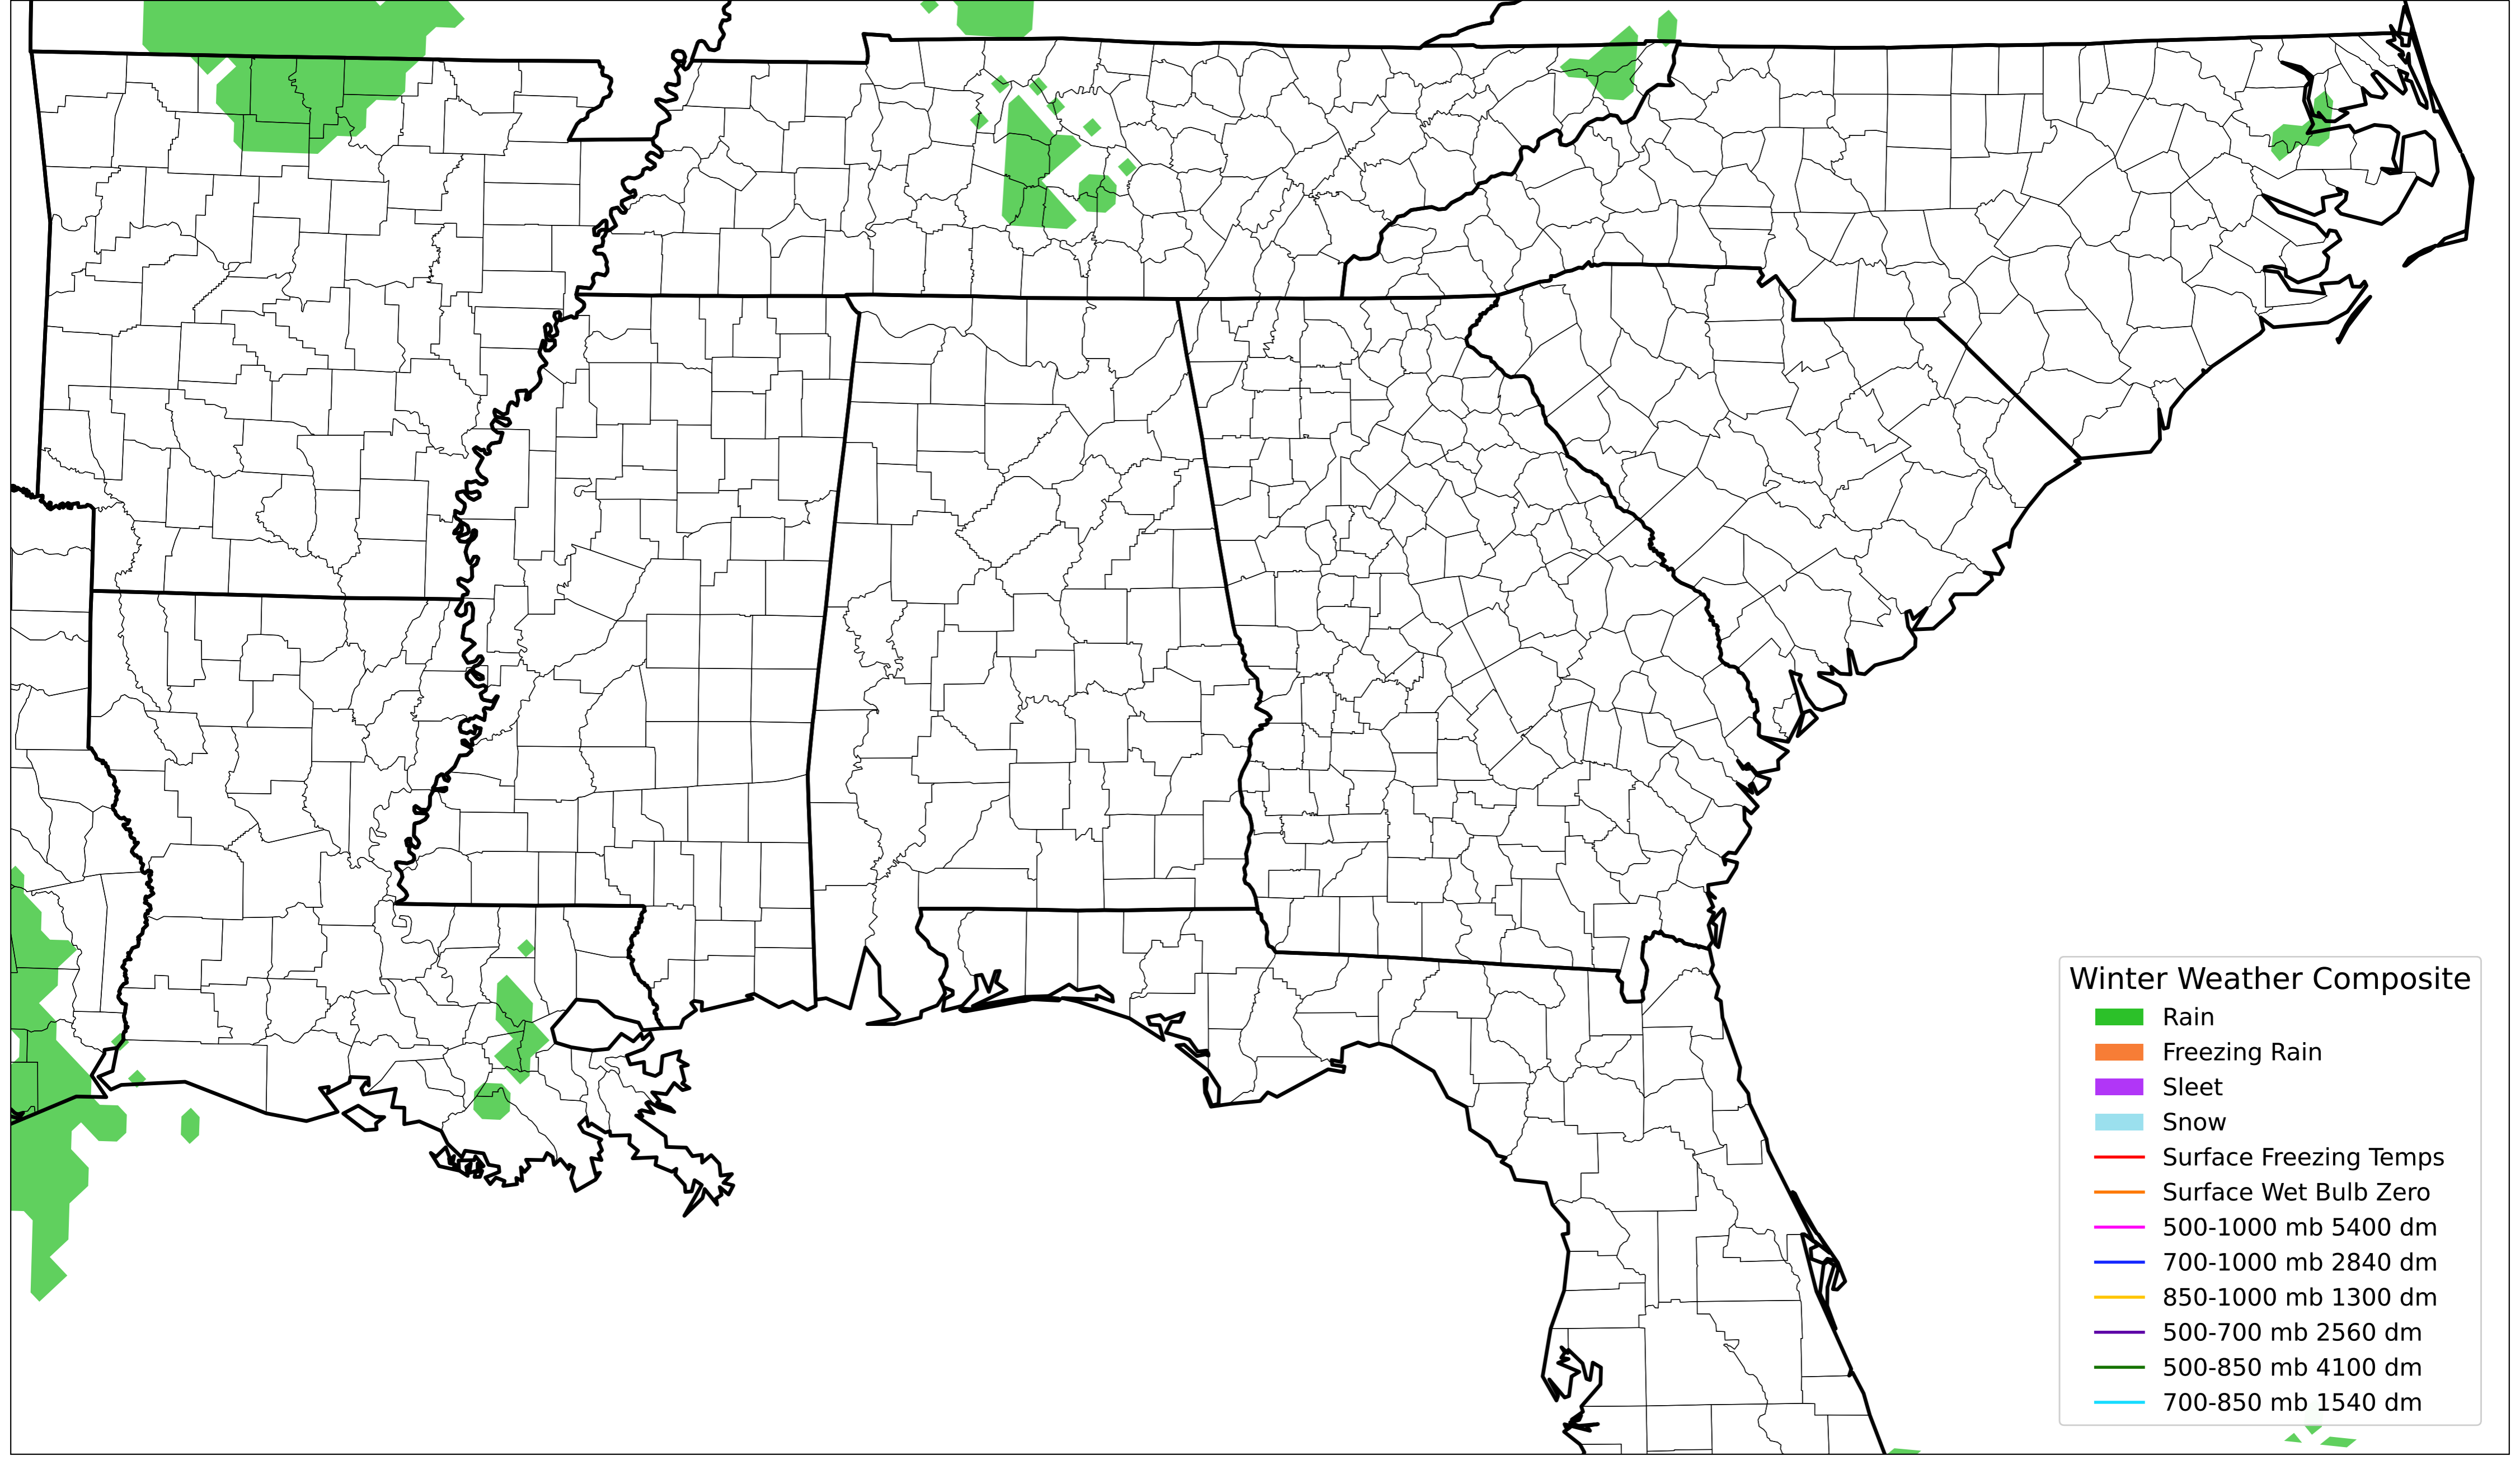 Winter Weather Composite
Rain
Freezing Rain
Sleet
Snow
Surface Freezing Temps
Surface Wet Bulb Zero
500-1000 mb 5400 dm
700-1000 mb 2840 dm
850-1000 mb 1300 dm
500-700 mb 2560 dm
500-850 mb 4100 dm
700-850 mb 1540 dm